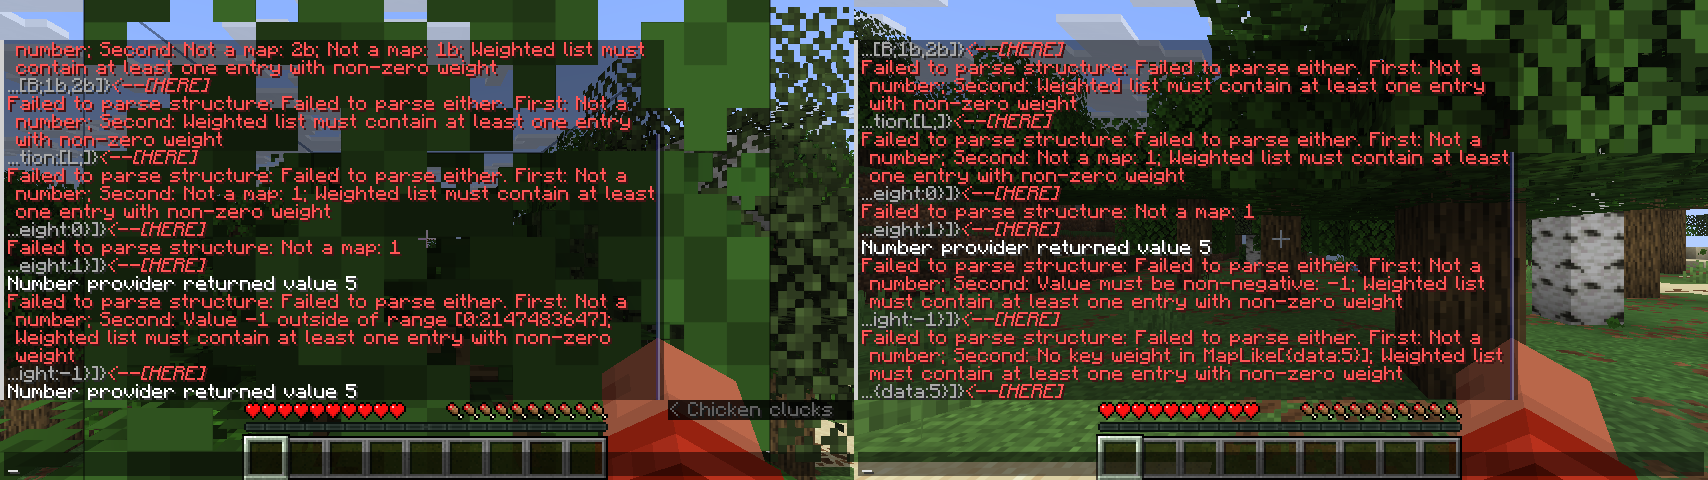 number; Second: Not a map: 2b; Not a map: 1b; Weighted list must
contain at least one entry with non-zero weight
...[B;1b,2b]}<--[HERE]
Failed to parse structure: Failed to parse either. First: Not a
number; Second: Weighted list must contain at least one entry
with non-zero weight
...tion:[L;]}<--[HERE]
Failed to parse structure: Failed to parse either. First: Not a
number; Second: Not a map: 1; Weighted list must contain at least
one entry with non-zero weight
...eight:0}]}<--[HERE]
Failed to parse structure: Not a map: 1
...eight:1}]}<--[HERE]
Number provider returned value 5
Failed to parse structure: Failed to parse either. First: Not a
number; Second: Value -1 outside of range [0:2147483647];
Weighted list must contain at least one entry with non-zero
weight
...ight:-1}]}<--[HERE]
Number provider returned value 5
< Chicken clucks
_
...[B;1b,2b]}<--[HERE]
Failed to parse structure: Failed to parse either. First: Not a
number; Second: Weighted list must contain at least one entry
with non-zero weight
...tion:[L;]}<--[HERE]
Failed to parse structure: Failed to parse either. First: Not a
number; Second: Not a map: 1; Weighted list must contain at least
one entry with non-zero weight
...eight:0}]}<--[HERE]
Failed to parse structure: Not a map: 1
...eight:1}]}<--[HERE]
Number provider returned value 5
Failed to parse structure: Failed to parse either. First: Not a
number; Second: Value must be non-negative: -1; Weighted list
must contain at least one entry with non-zero weight
...ight:-1}]}<--[HERE]
Failed to parse structure: Failed to parse either. First: Not a
number; Second: No key weight in MapLike[{data:5}]; Weighted list
must contain at least one entry with non-zero weight
...{data:5}]}<--[HERE]
_